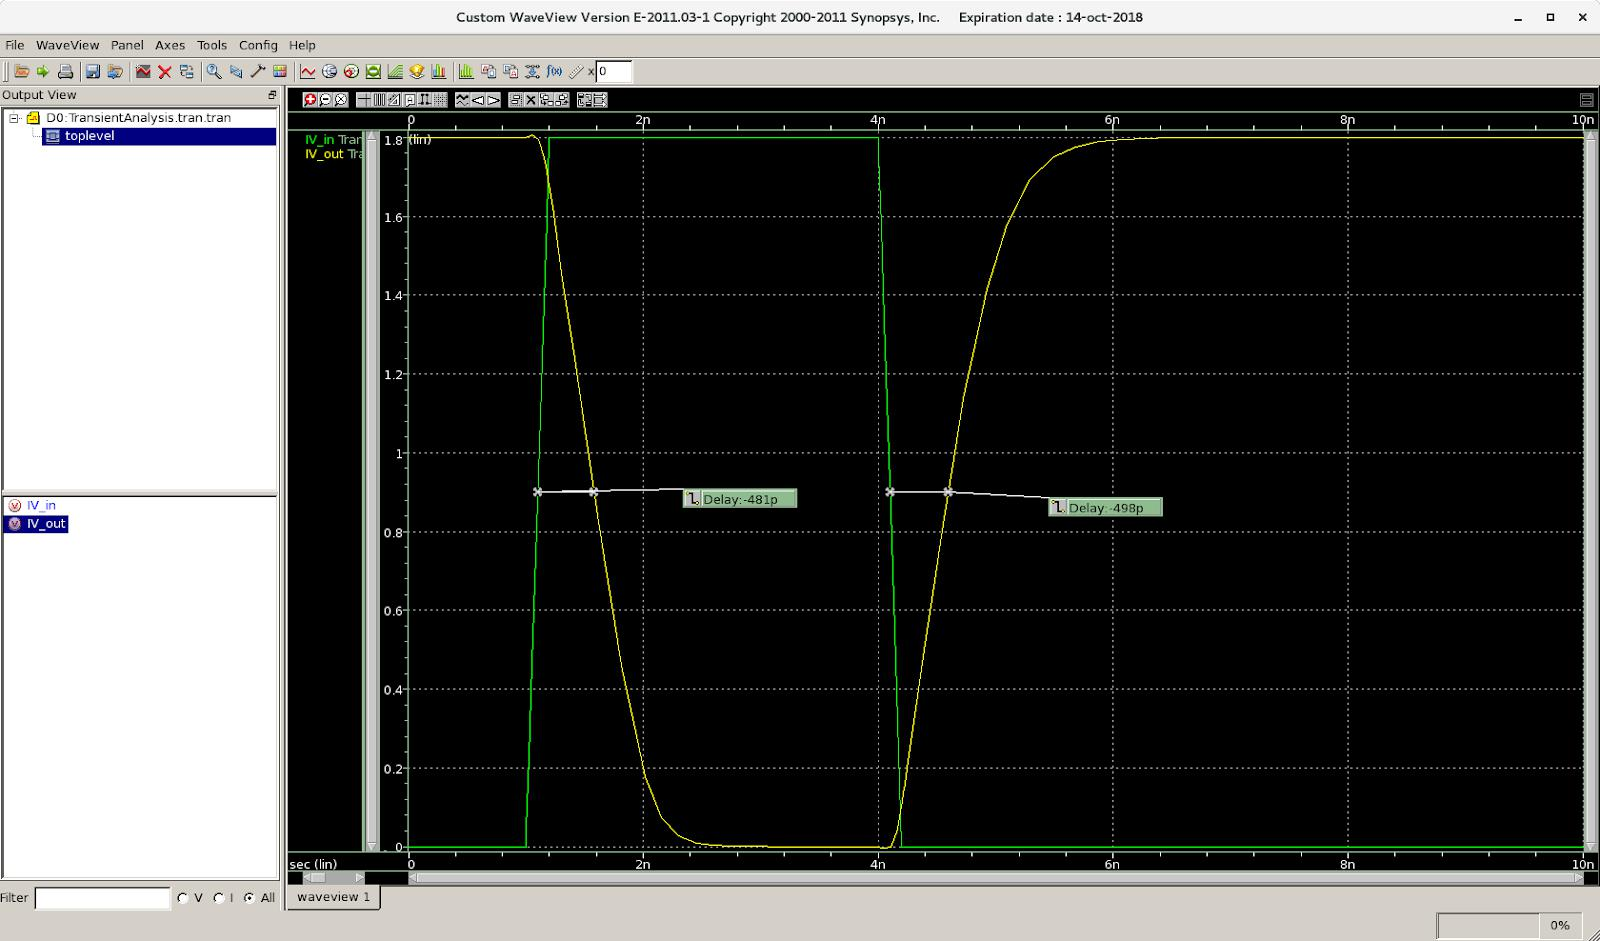 Custom WaveView Version E-2011.03-1 Copyright 2000-2011 Synopsys, Inc. Expiration date : 14-oct-2018
File WaveView Panel Axes Tools Config Help
f(x) x 0
Output View
D0:TransientAnalysis.tran.tran
toplevel
IV_in
IV_out
Filter V I All
0 2n 4n 6n 8n 10n
IV_in Tran
IV_out Tra
(lin)
1.8
1.6
1.4
1.2
1
0.8
0.6
0.4
0.2
0
Delay:-481p
Delay:-498p
sec (lin) 0 2n 4n 6n 8n 10n
waveview 1
0%